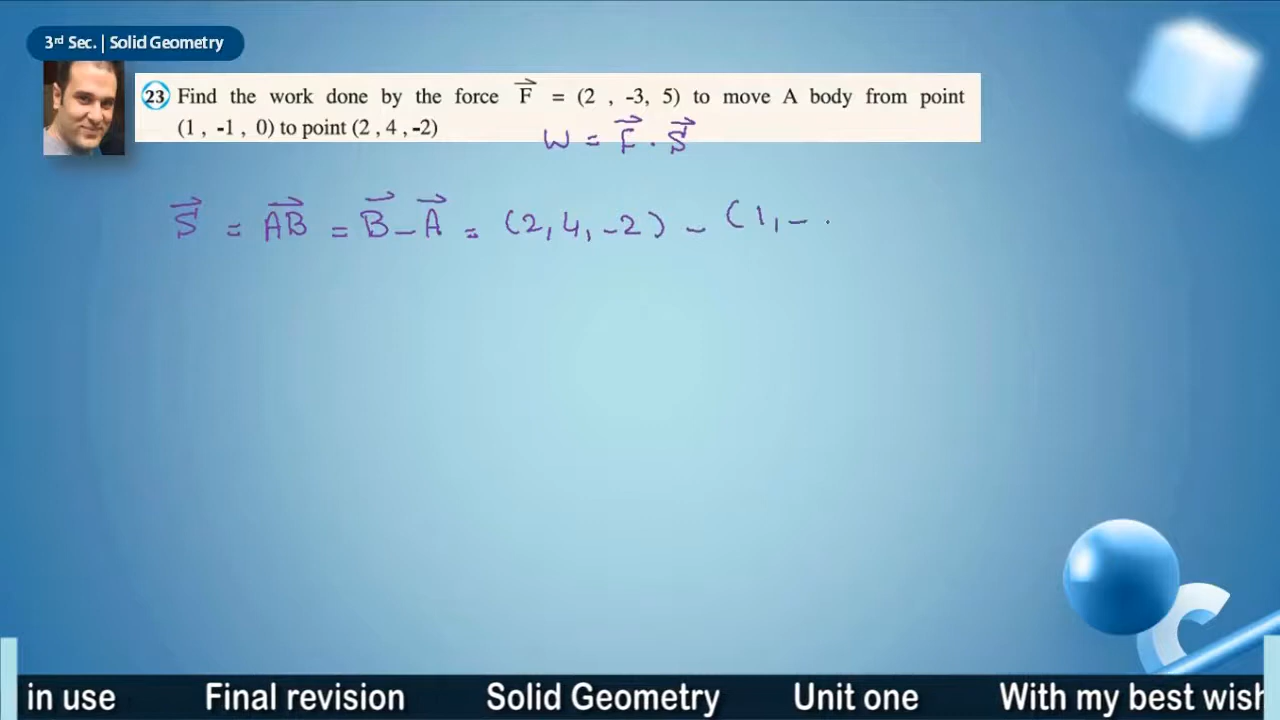 3rd Sec. | Solid Geometry
23 Find the work done by the force F⃗ = (2 , -3, 5) to move A body from point
(1 , -1 , 0) to point (2 , 4 , -2)
W = F⃗ . S⃗
S⃗ = AB⃗ = B⃗ - A⃗ = (2, 4, -2) - (1, -
in use Final revision Solid Geometry Unit one With my best wish